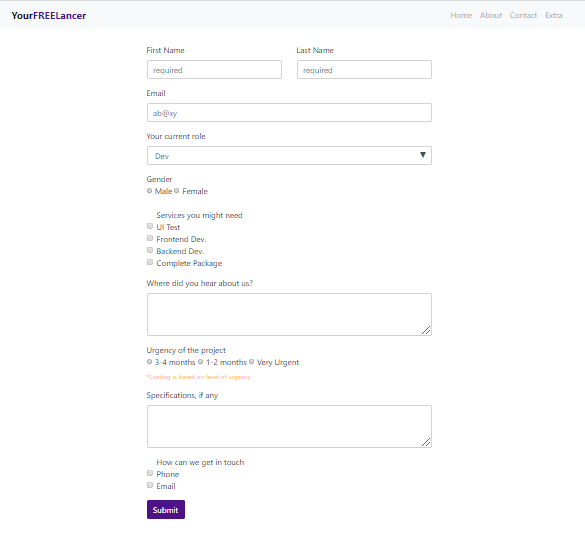 YourFREELancer Home About Contact Extra
First Name Last Name
required required
Email
ab@xy
Your current role
Dev
Gender
Male Female
Services you might need
UI Test
Frontend Dev.
Backend Dev.
Complete Package
Where did you hear about us?
Urgency of the project
3-4 months 1-2 months Very Urgent
*Costing is based on level of urgency
Specifications, if any
How can we get in touch
Phone
Email
Submit